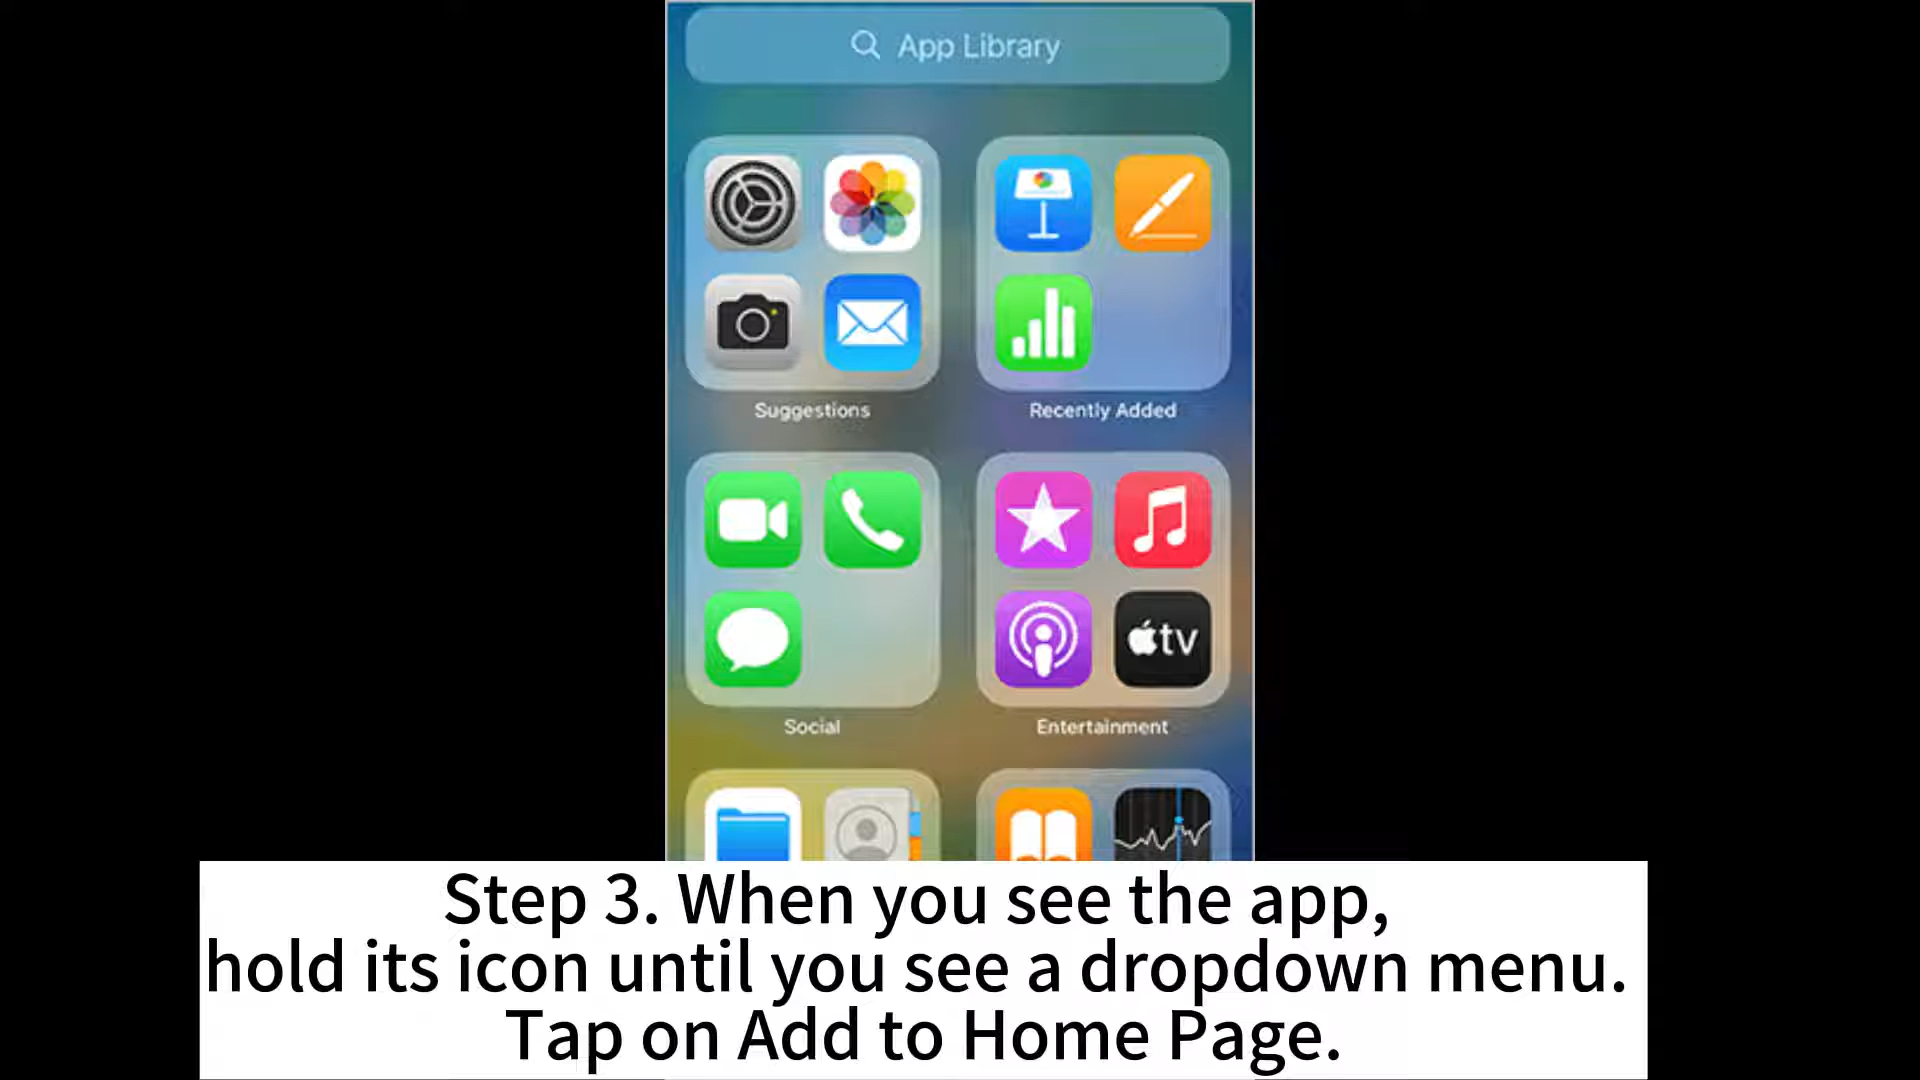 App Library
Suggestions
Recently Added
tv
Social
Entertainment
Step 3. When you see the app,
hold its icon until you see a dropdown menu.
Tap on Add to Home Page.